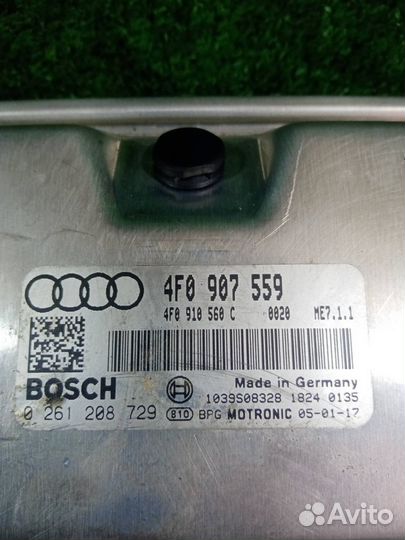 4F0 907 559
4F0 910 560 C 0020 ME7.1.1
BOSCH
Made in Germany
1039S08328 1824 0135
0 261 208 729 B10 BPG MOTRONIC 05-01-17
Avito